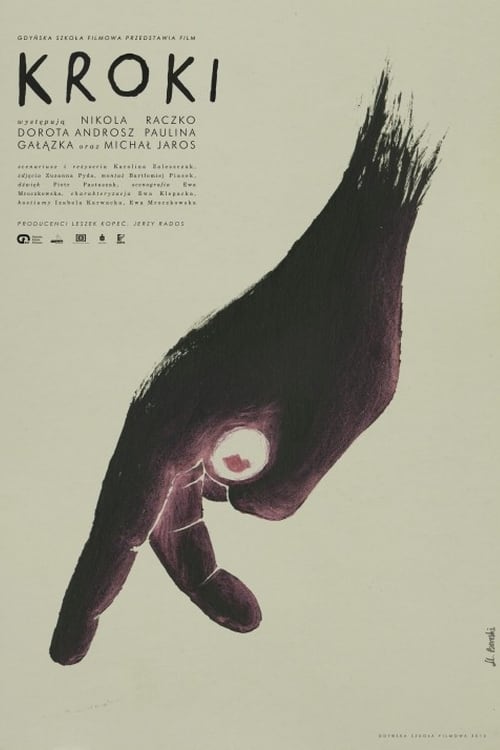 GDYŃSKA SZKOŁA FILMOWA PRZEDSTAWIA FILM
KROKI
występują NIKOLA RACZKO
DOROTA ANDROSZ PAULINA
GAŁĄZKA oraz MICHAŁ JAROS
scenariusz i reżyseria Karolina Zaleszczuk,
zdjęcia Zuzanna Pyda, montaż Bartłomiej Piasek,
dźwięk Piotr Pastuszak, scenografia Ewa
Mroczkowska, charakteryzacja Ewa Klepacka,
kostiumy Izabela Karwacka, Ewa Mroczkowska
PRODUCENCI LESZEK KOPEĆ, JERZY RADOS
M. Barski
GDYŃSKA SZKOŁA FILMOWA 2013